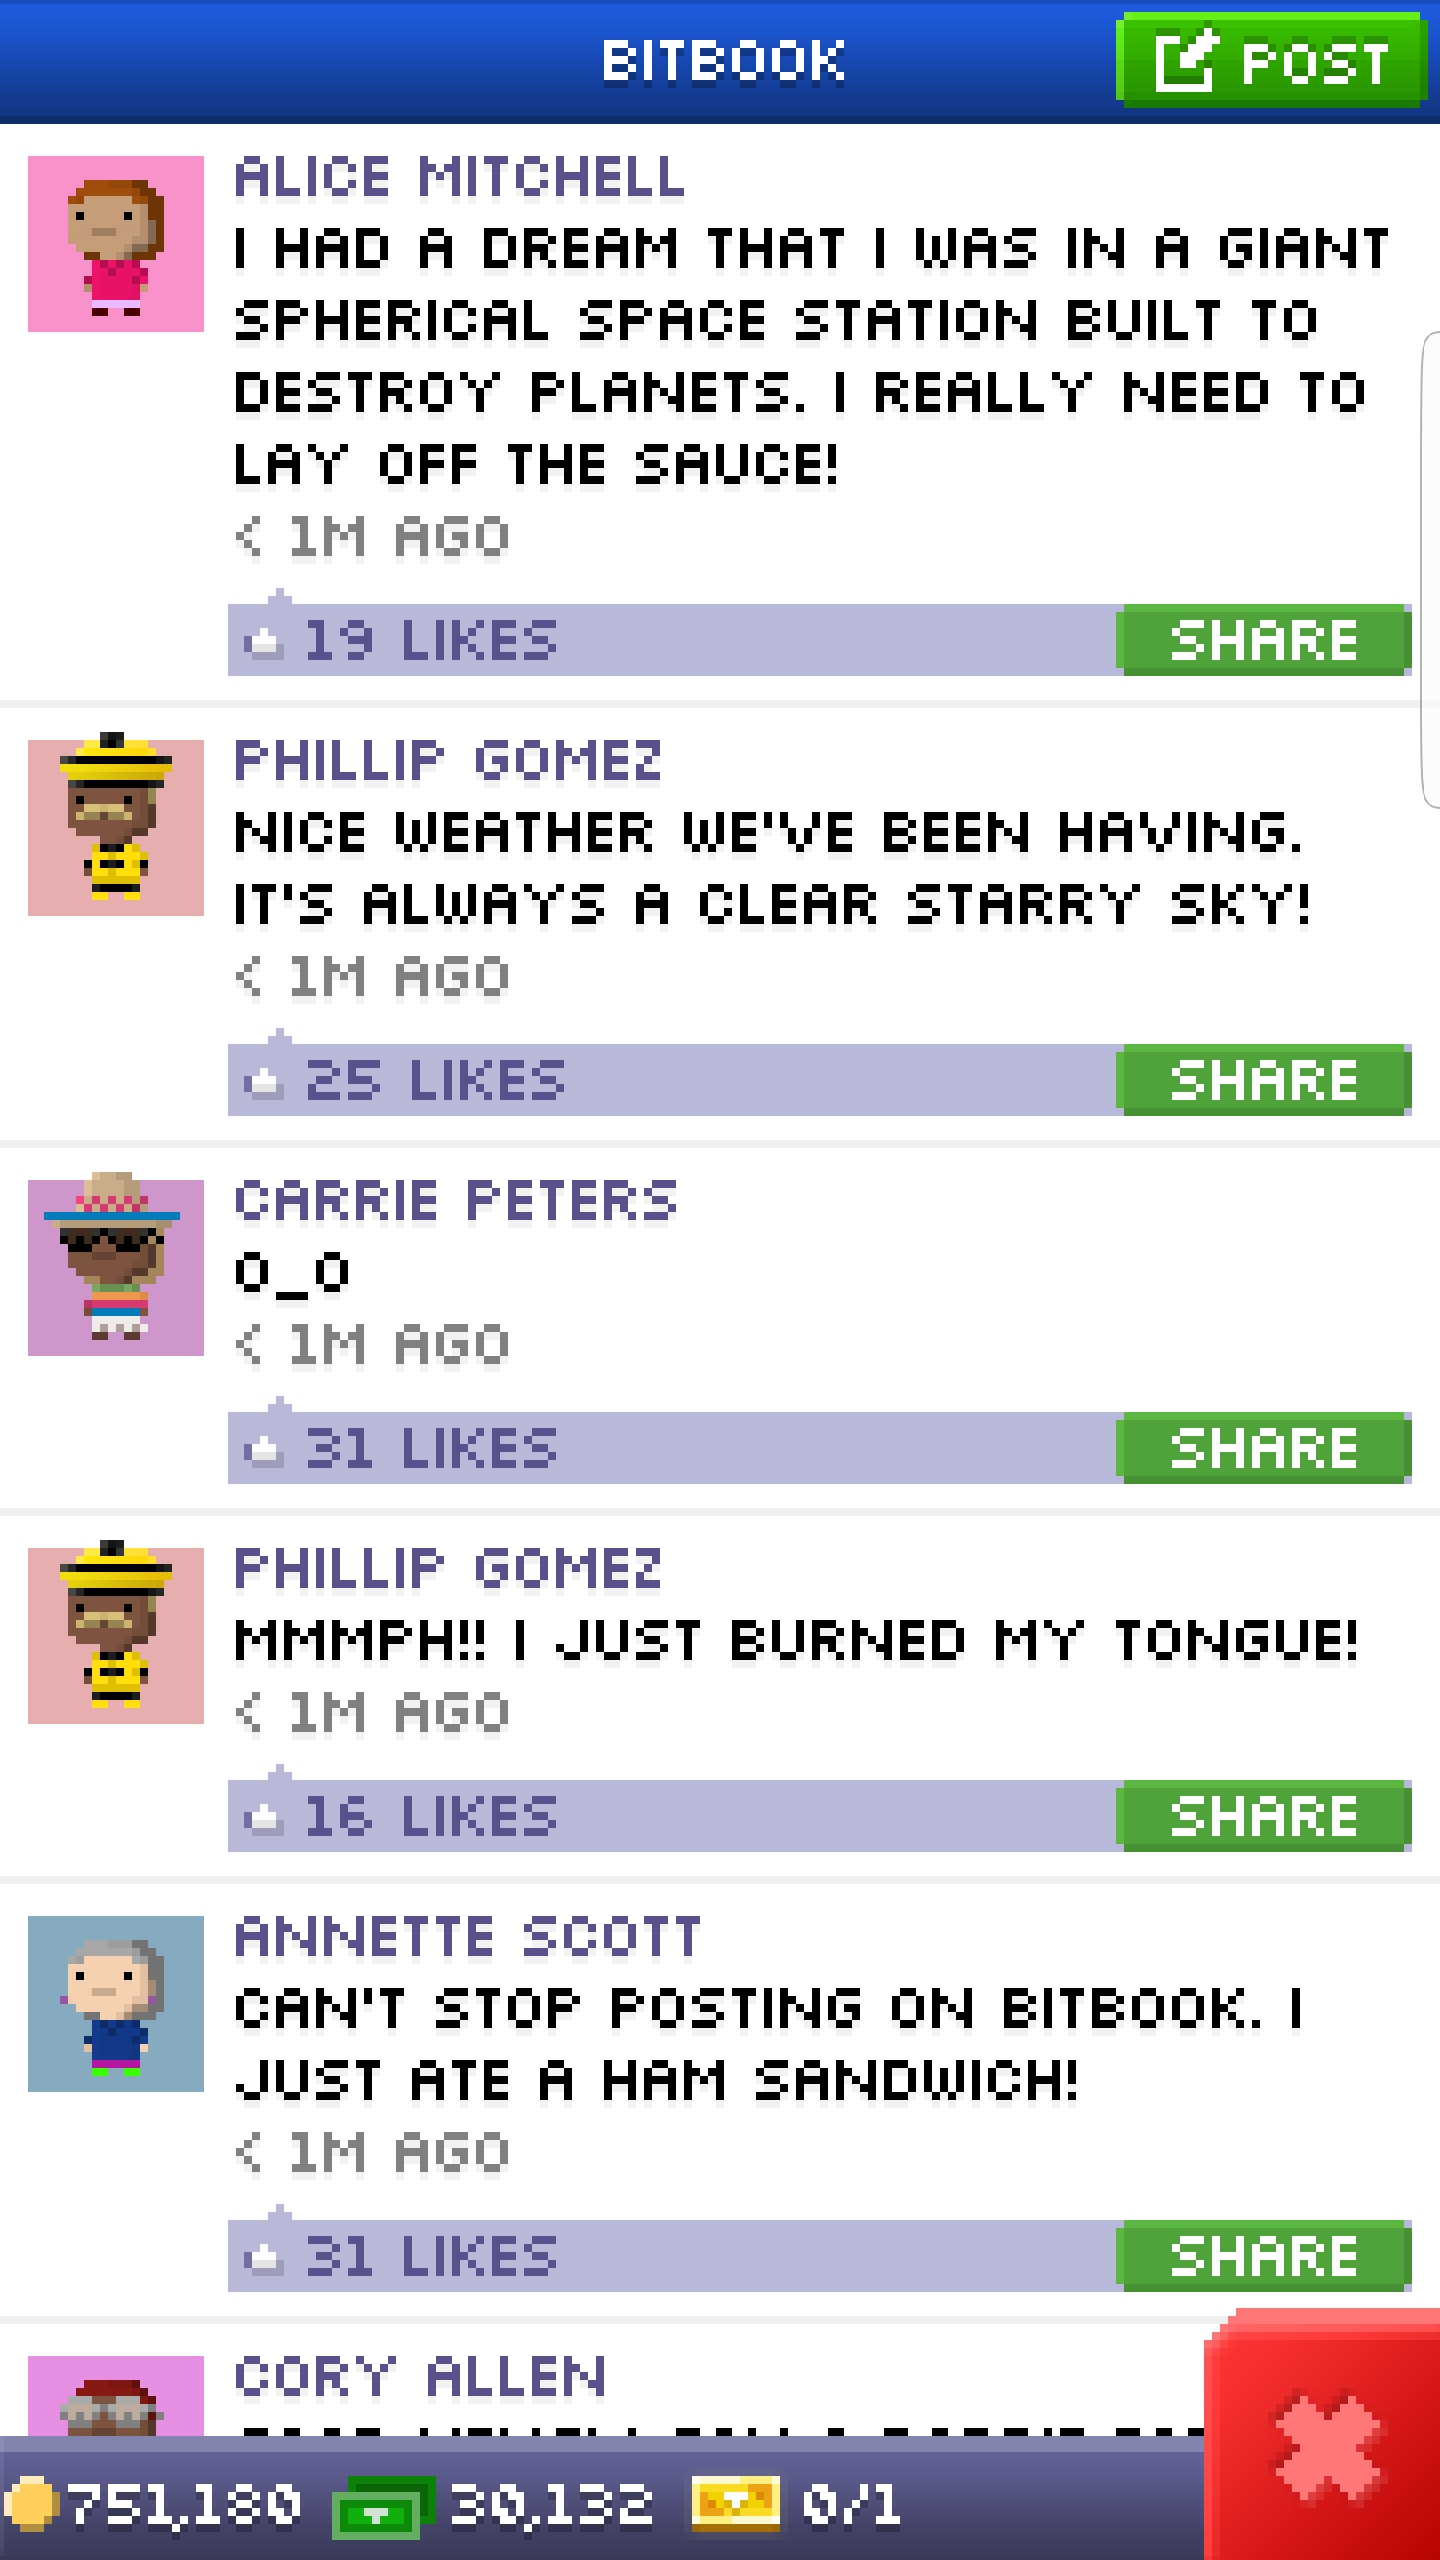 BITBOOK
POST
ALICE MITCHELL
I HAD A DREAM THAT I WAS IN A GIANT
SPHERICAL SPACE STATION BUILT TO
DESTROY PLANETS. I REALLY NEED TO
LAY OFF THE SAUCE!
< 1M AGO
19 LIKES
SHARE
PHILLIP GOMEZ
NICE WEATHER WE'VE BEEN HAVING.
IT'S ALWAYS A CLEAR STARRY SKY!
< 1M AGO
25 LIKES
SHARE
CARRIE PETERS
O_O
< 1M AGO
31 LIKES
SHARE
PHILLIP GOMEZ
MMMPH!! I JUST BURNED MY TONGUE!
< 1M AGO
16 LIKES
SHARE
ANNETTE SCOTT
CAN'T STOP POSTING ON BITBOOK. I
JUST ATE A HAM SANDWICH!
< 1M AGO
31 LIKES
SHARE
CORY ALLEN
751,180
30,132
0/1